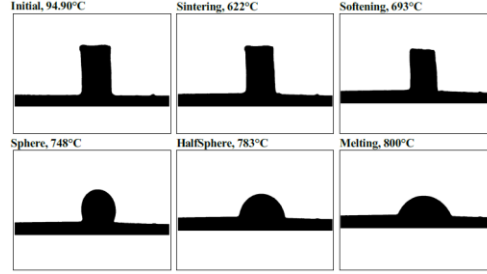 Initial, 94.90°C
Sintering, 622°C
Softening, 693°C
Sphere, 748°C
HalfSphere, 783°C
Melting, 800°C